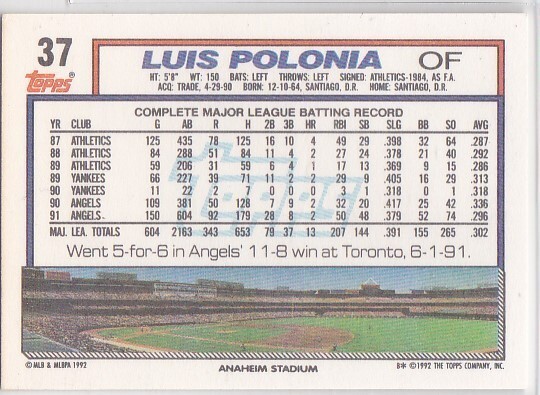 37 LUIS POLONIA OF
Topps HT: 5'8" WT: 150 BATS: LEFT THROWS: LEFT SIGNED: ATHLETICS-1984, AS F.A.
ACQ: TRADE, 4-29-90 BORN: 12-10-64, SANTIAGO, D.R. HOME: SANTIAGO, D.R.
COMPLETE MAJOR LEAGUE BATTING RECORD
YR CLUB G AB R H 2B 3B HR RBI SB SLG BB SO AVG
87 ATHLETICS 125 435 78 125 16 10 4 49 29 .398 32 64 .287
88 ATHLETICS 84 288 51 84 11 4 2 27 24 .378 21 40 .292
89 ATHLETICS 59 206 31 59 6 4 1 17 13 .369 9 15 .286
89 YANKEES 66 227 39 71 11 2 2 29 9 .405 16 29 .313
90 YANKEES 11 22 2 7 0 0 0 3 1 .318 0 1 .318
90 ANGELS 109 381 50 128 7 9 2 32 20 .417 25 42 .336
91 ANGELS 150 604 92 179 28 8 2 50 48 .379 52 74 .296
MAJ. LEA. TOTALS 604 2163 343 653 79 37 13 207 144 .391 155 265 .302
Topps
Went 5-for-6 in Angels' 11-8 win at Toronto, 6-1-91.
© MLB & MLBPA 1992 ANAHEIM STADIUM B* © 1992 THE TOPPS COMPANY, INC.